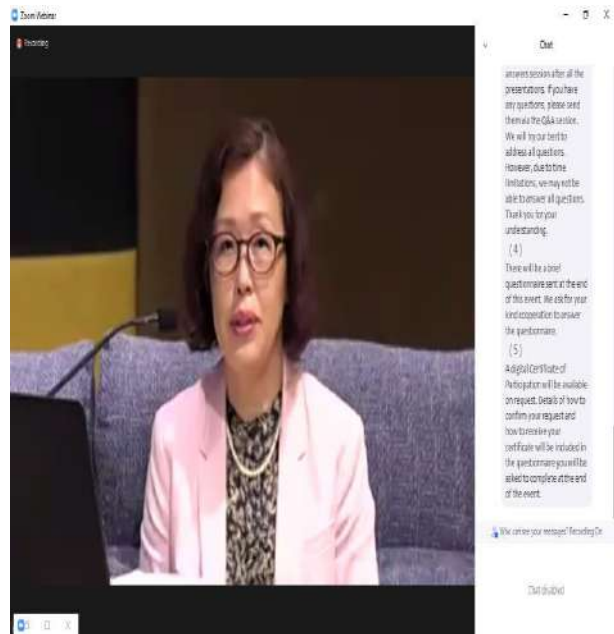 Zoom Webinar
Recording
Chat
answers session after all the
presentations. If you have
any questions, please send
them via the Q&A session.
We will try our best to
address all questions.
However, due to time
limitations, we may not be
able to answer all questions.
Thank you for your
understanding.
(4)
There will be a brief
questionnaire sent at the end
of this event. We ask for your
kind cooperation to answer
the questionnaire.
(5)
A digital Certificate of
Participation will be available
on request. Details of how to
confirm your request and
how to receive your
certificate will be included in
the questionnaire you will be
asked to complete at the end
of the event.
Who can see your messages? Recording On
Chat disabled